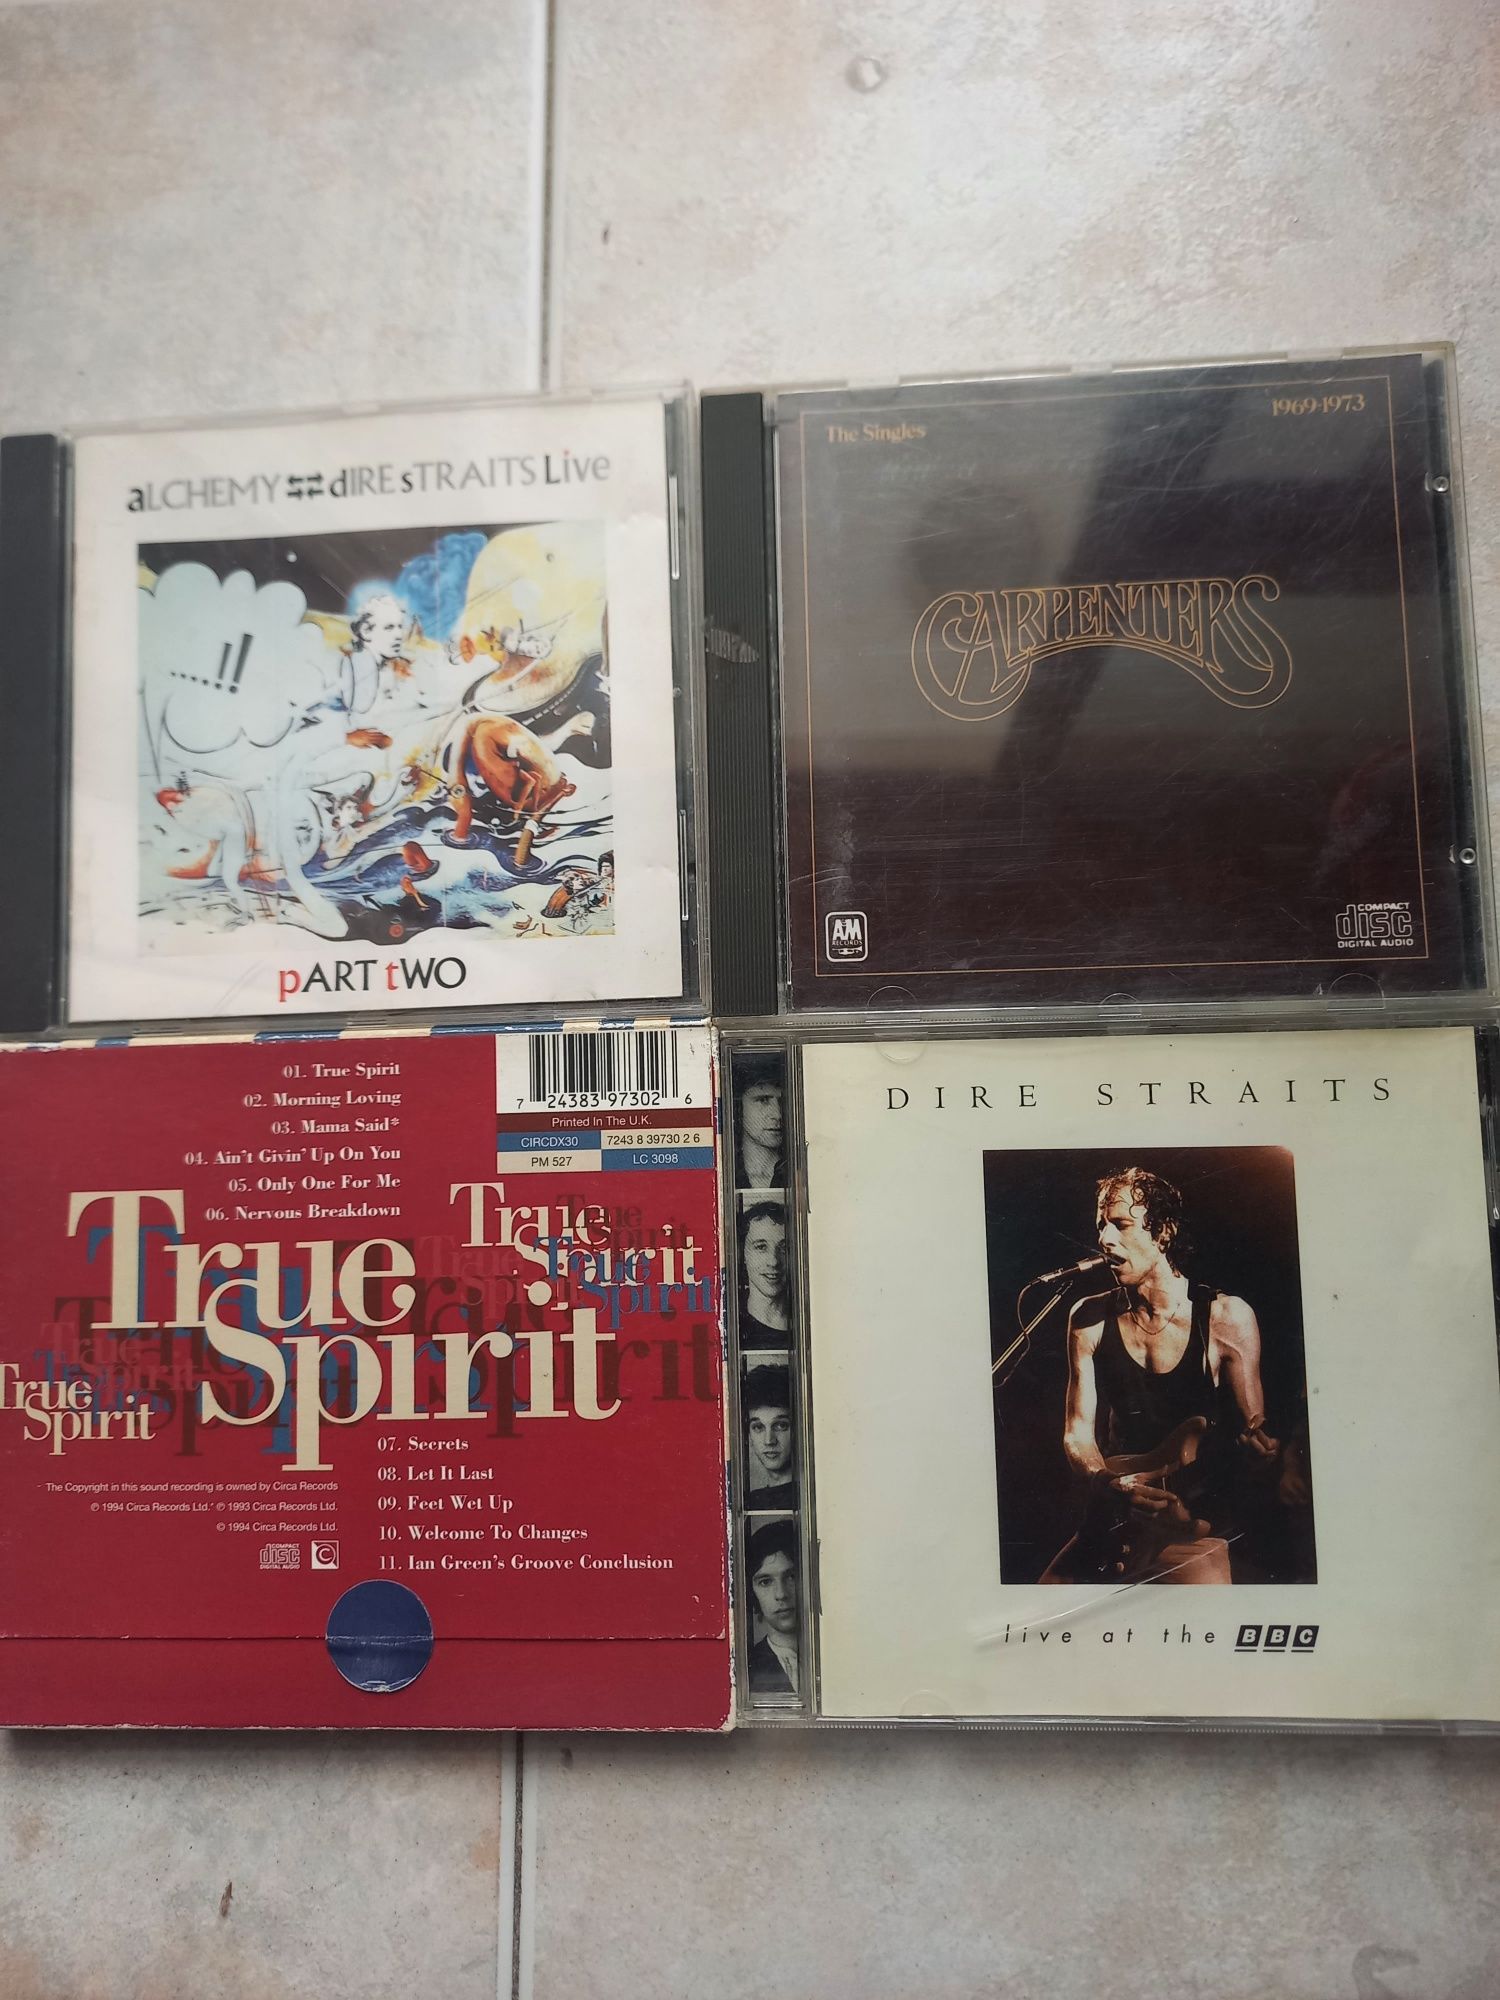 aLCHEMY dIRE sTRAITS Live
.....!!
pART tWO
The Singles
1969-1973
CARPENTERS
A&M
RECORDS
COMPACT
disc
DIGITAL AUDIO
01. True Spirit
02. Morning Loving
03. Mama Said*
04. Ain't Givin' Up On You
05. Only One For Me
06. Nervous Breakdown
7 24383 97302 6
Printed In The U.K.
CIRCDX30 7243 8 39730 2 6
PM 527 LC 3098
True Spirit
True Spirit
True Spirit
07. Secrets
08. Let It Last
09. Feet Wet Up
10. Welcome To Changes
11. Ian Green's Groove Conclusion
The Copyright in this sound recording is owned by Circa Records
℗ 1994 Circa Records Ltd.* ℗ 1993 Circa Records Ltd.
© 1994 Circa Records Ltd.
COMPACT
disc
DIGITAL AUDIO
DIRE STRAITS
live at the BBC